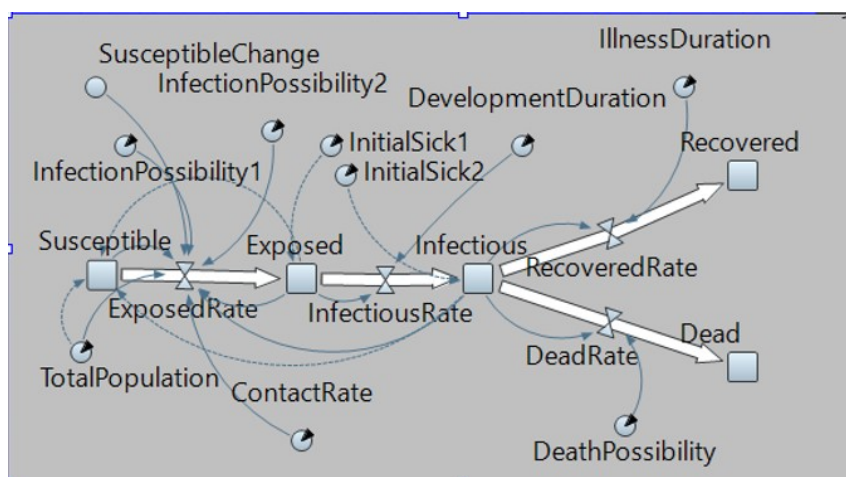 IllnessDuration
SusceptibleChange
InfectionPossibility2
DevelopmentDuration
InitialSick1
Recovered
InfectionPossibility1
InitialSick2
Susceptible
Exposed
Infectious
RecoveredRate
ExposedRate
InfectiousRate
Dead
DeadRate
TotalPopulation
ContactRate
DeathPossibility